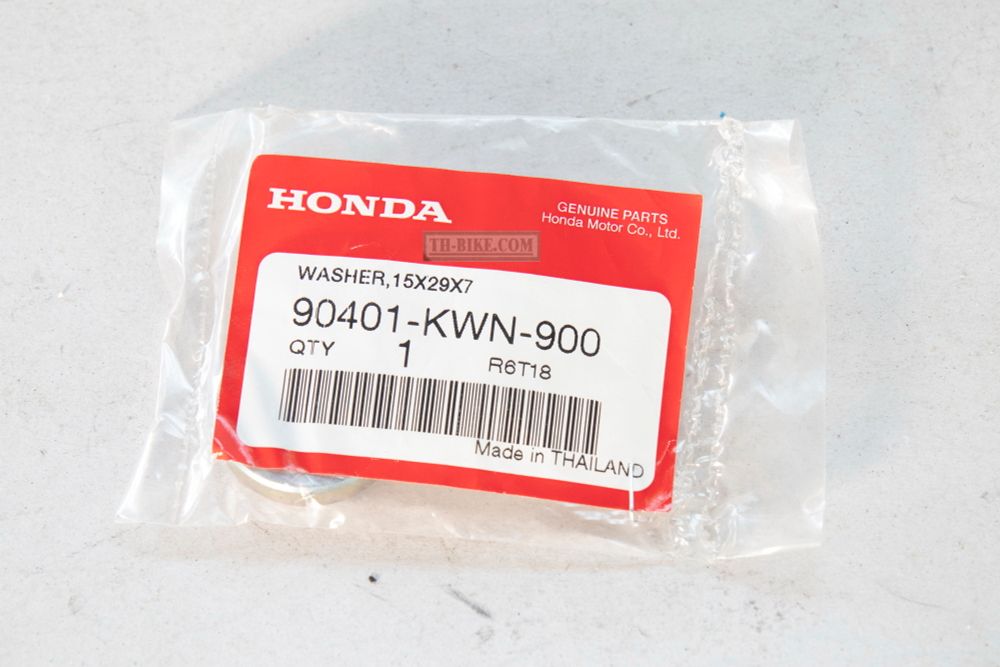 HONDA
GENUINE PARTS
Honda Motor Co., Ltd.
TH-BIKE.COM
WASHER,15X29X7
90401-KWN-900
QTY 1 R6T18
Made in THAILAND